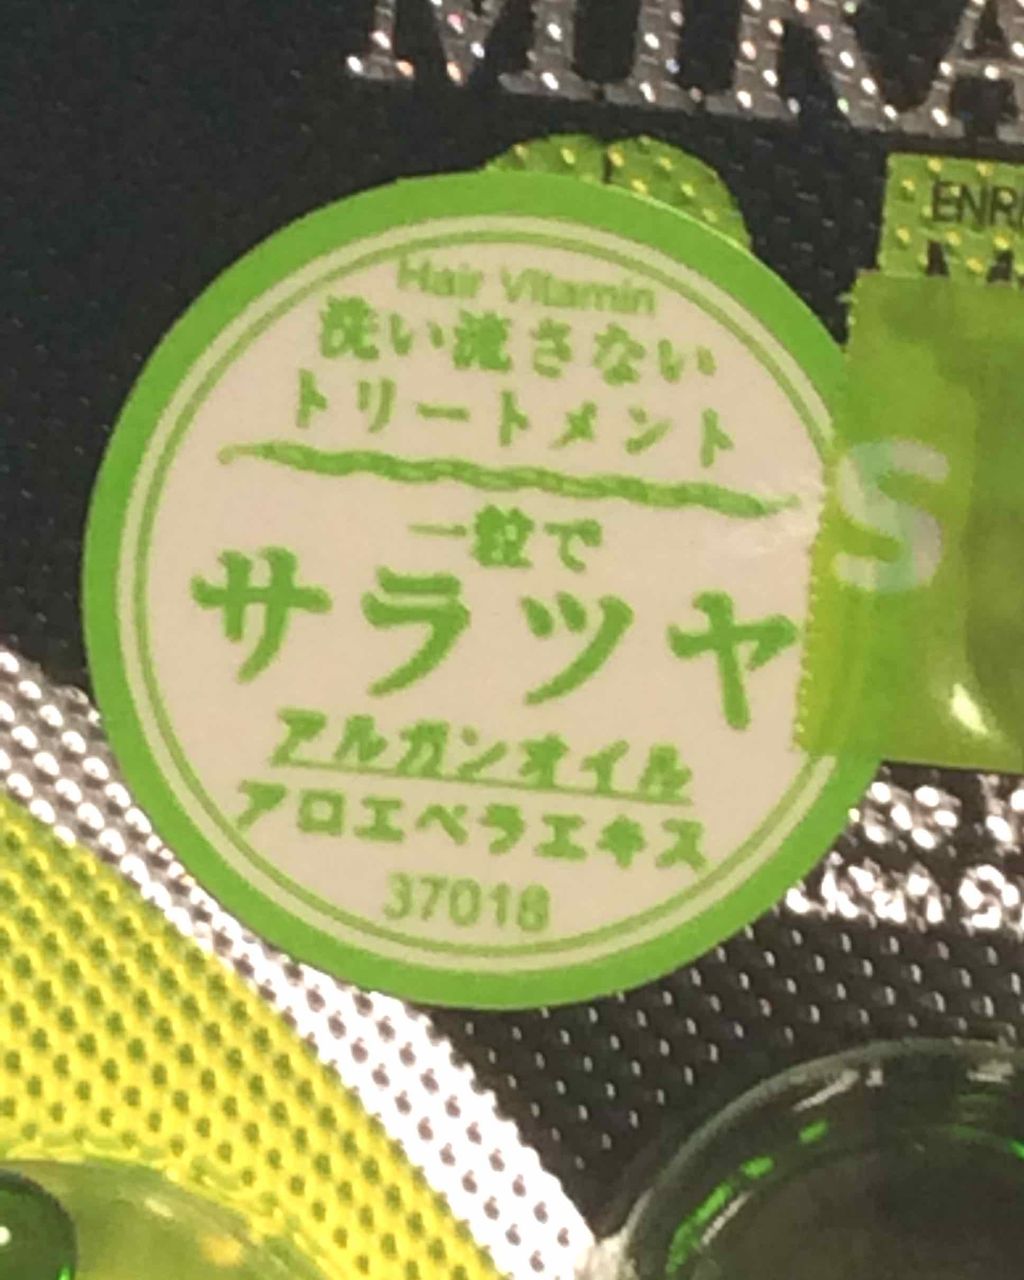 Hair Vitamin
洗い流さない
トリートメント
一粒で
サラツヤ
アルガンオイル
アロエベラエキス
37018
S